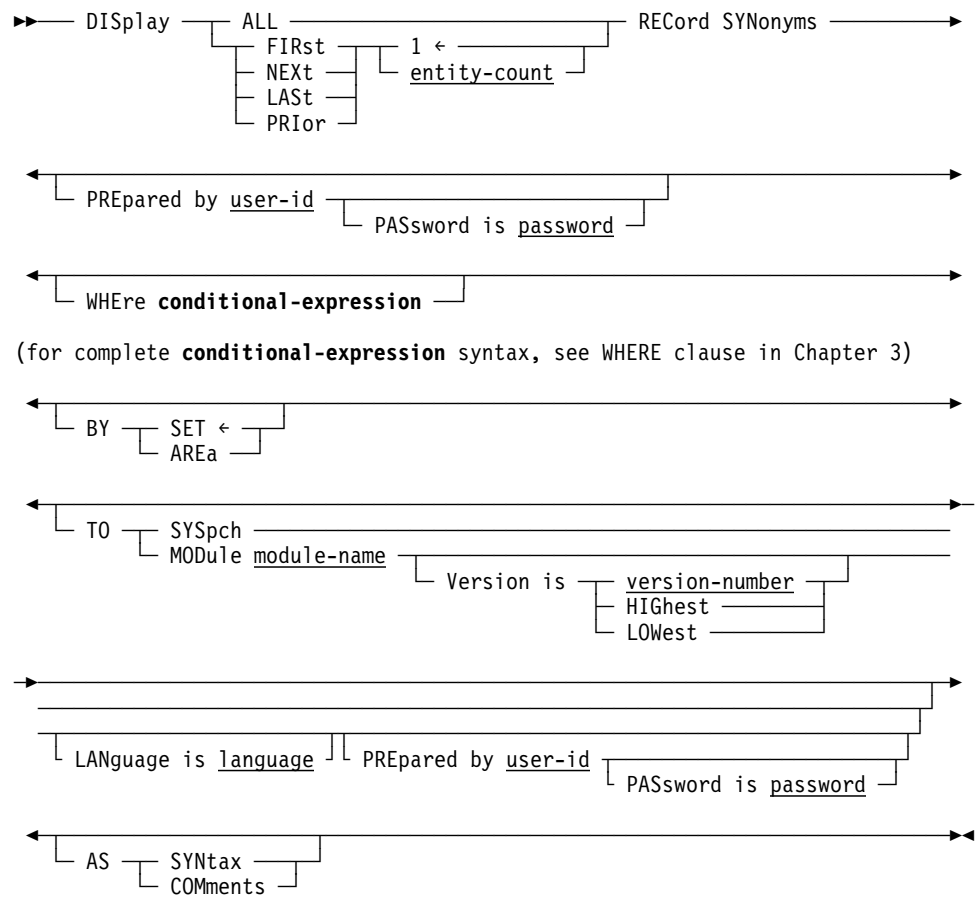 DISplay ALL RECord SYNonyms
FIRst 1 ←
NEXt entity-count
LASt
PRIor
PREpared by user-id
PASsword is password
WHEre conditional-expression
(for complete conditional-expression syntax, see WHERE clause in Chapter 3)
BY SET ←
AREa
TO SYSpch
MODule module-name
Version is version-number
HIGhest
LOWest
LANguage is language PREpared by user-id
PASsword is password
AS SYNtax
COMments